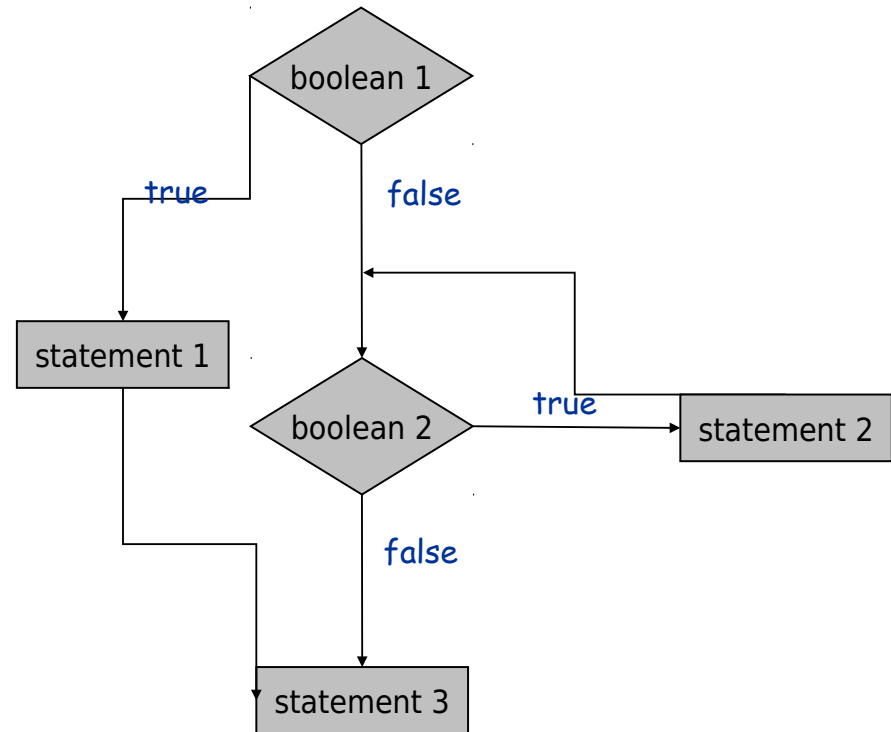 boolean 1
true
false
statement 1
boolean 2
true
statement 2
false
statement 3